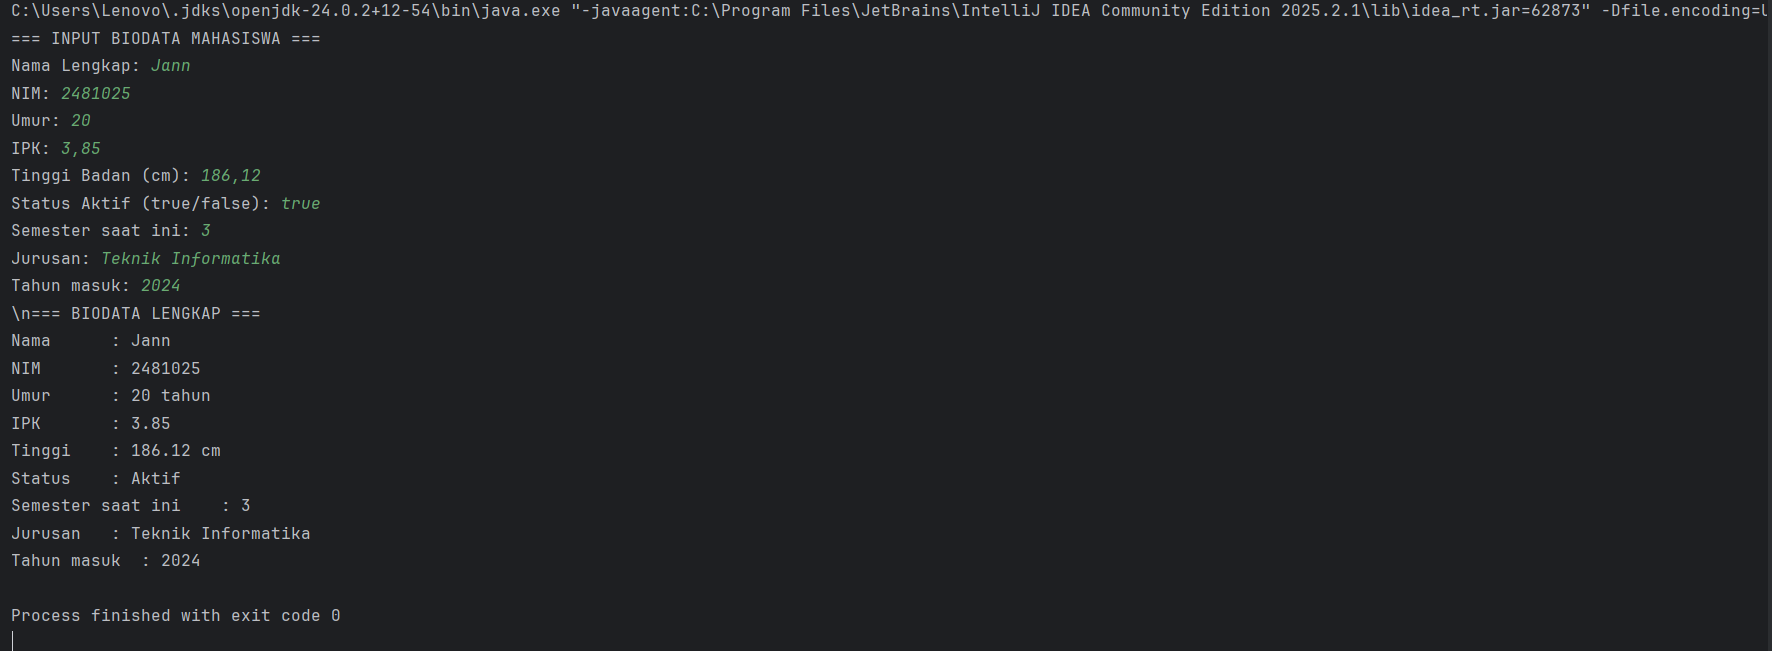 C:\Users\Lenovo\.jdks\openjdk-24.0.2+12-54\bin\java.exe "-javaagent:C:\Program Files\JetBrains\IntelliJ IDEA Community Edition 2025.2.1\lib\idea_rt.jar=62873" -Dfile.encoding=U
=== INPUT BIODATA MAHASISWA ===
Nama Lengkap: Jann
NIM: 2481025
Umur: 20
IPK: 3,85
Tinggi Badan (cm): 186,12
Status Aktif (true/false): true
Semester saat ini: 3
Jurusan: Teknik Informatika
Tahun masuk: 2024
\n=== BIODATA LENGKAP ===
Nama      : Jann
NIM       : 2481025
Umur      : 20 tahun
IPK       : 3.85
Tinggi    : 186.12 cm
Status    : Aktif
Semester saat ini    : 3
Jurusan   : Teknik Informatika
Tahun masuk  : 2024
Process finished with exit code 0